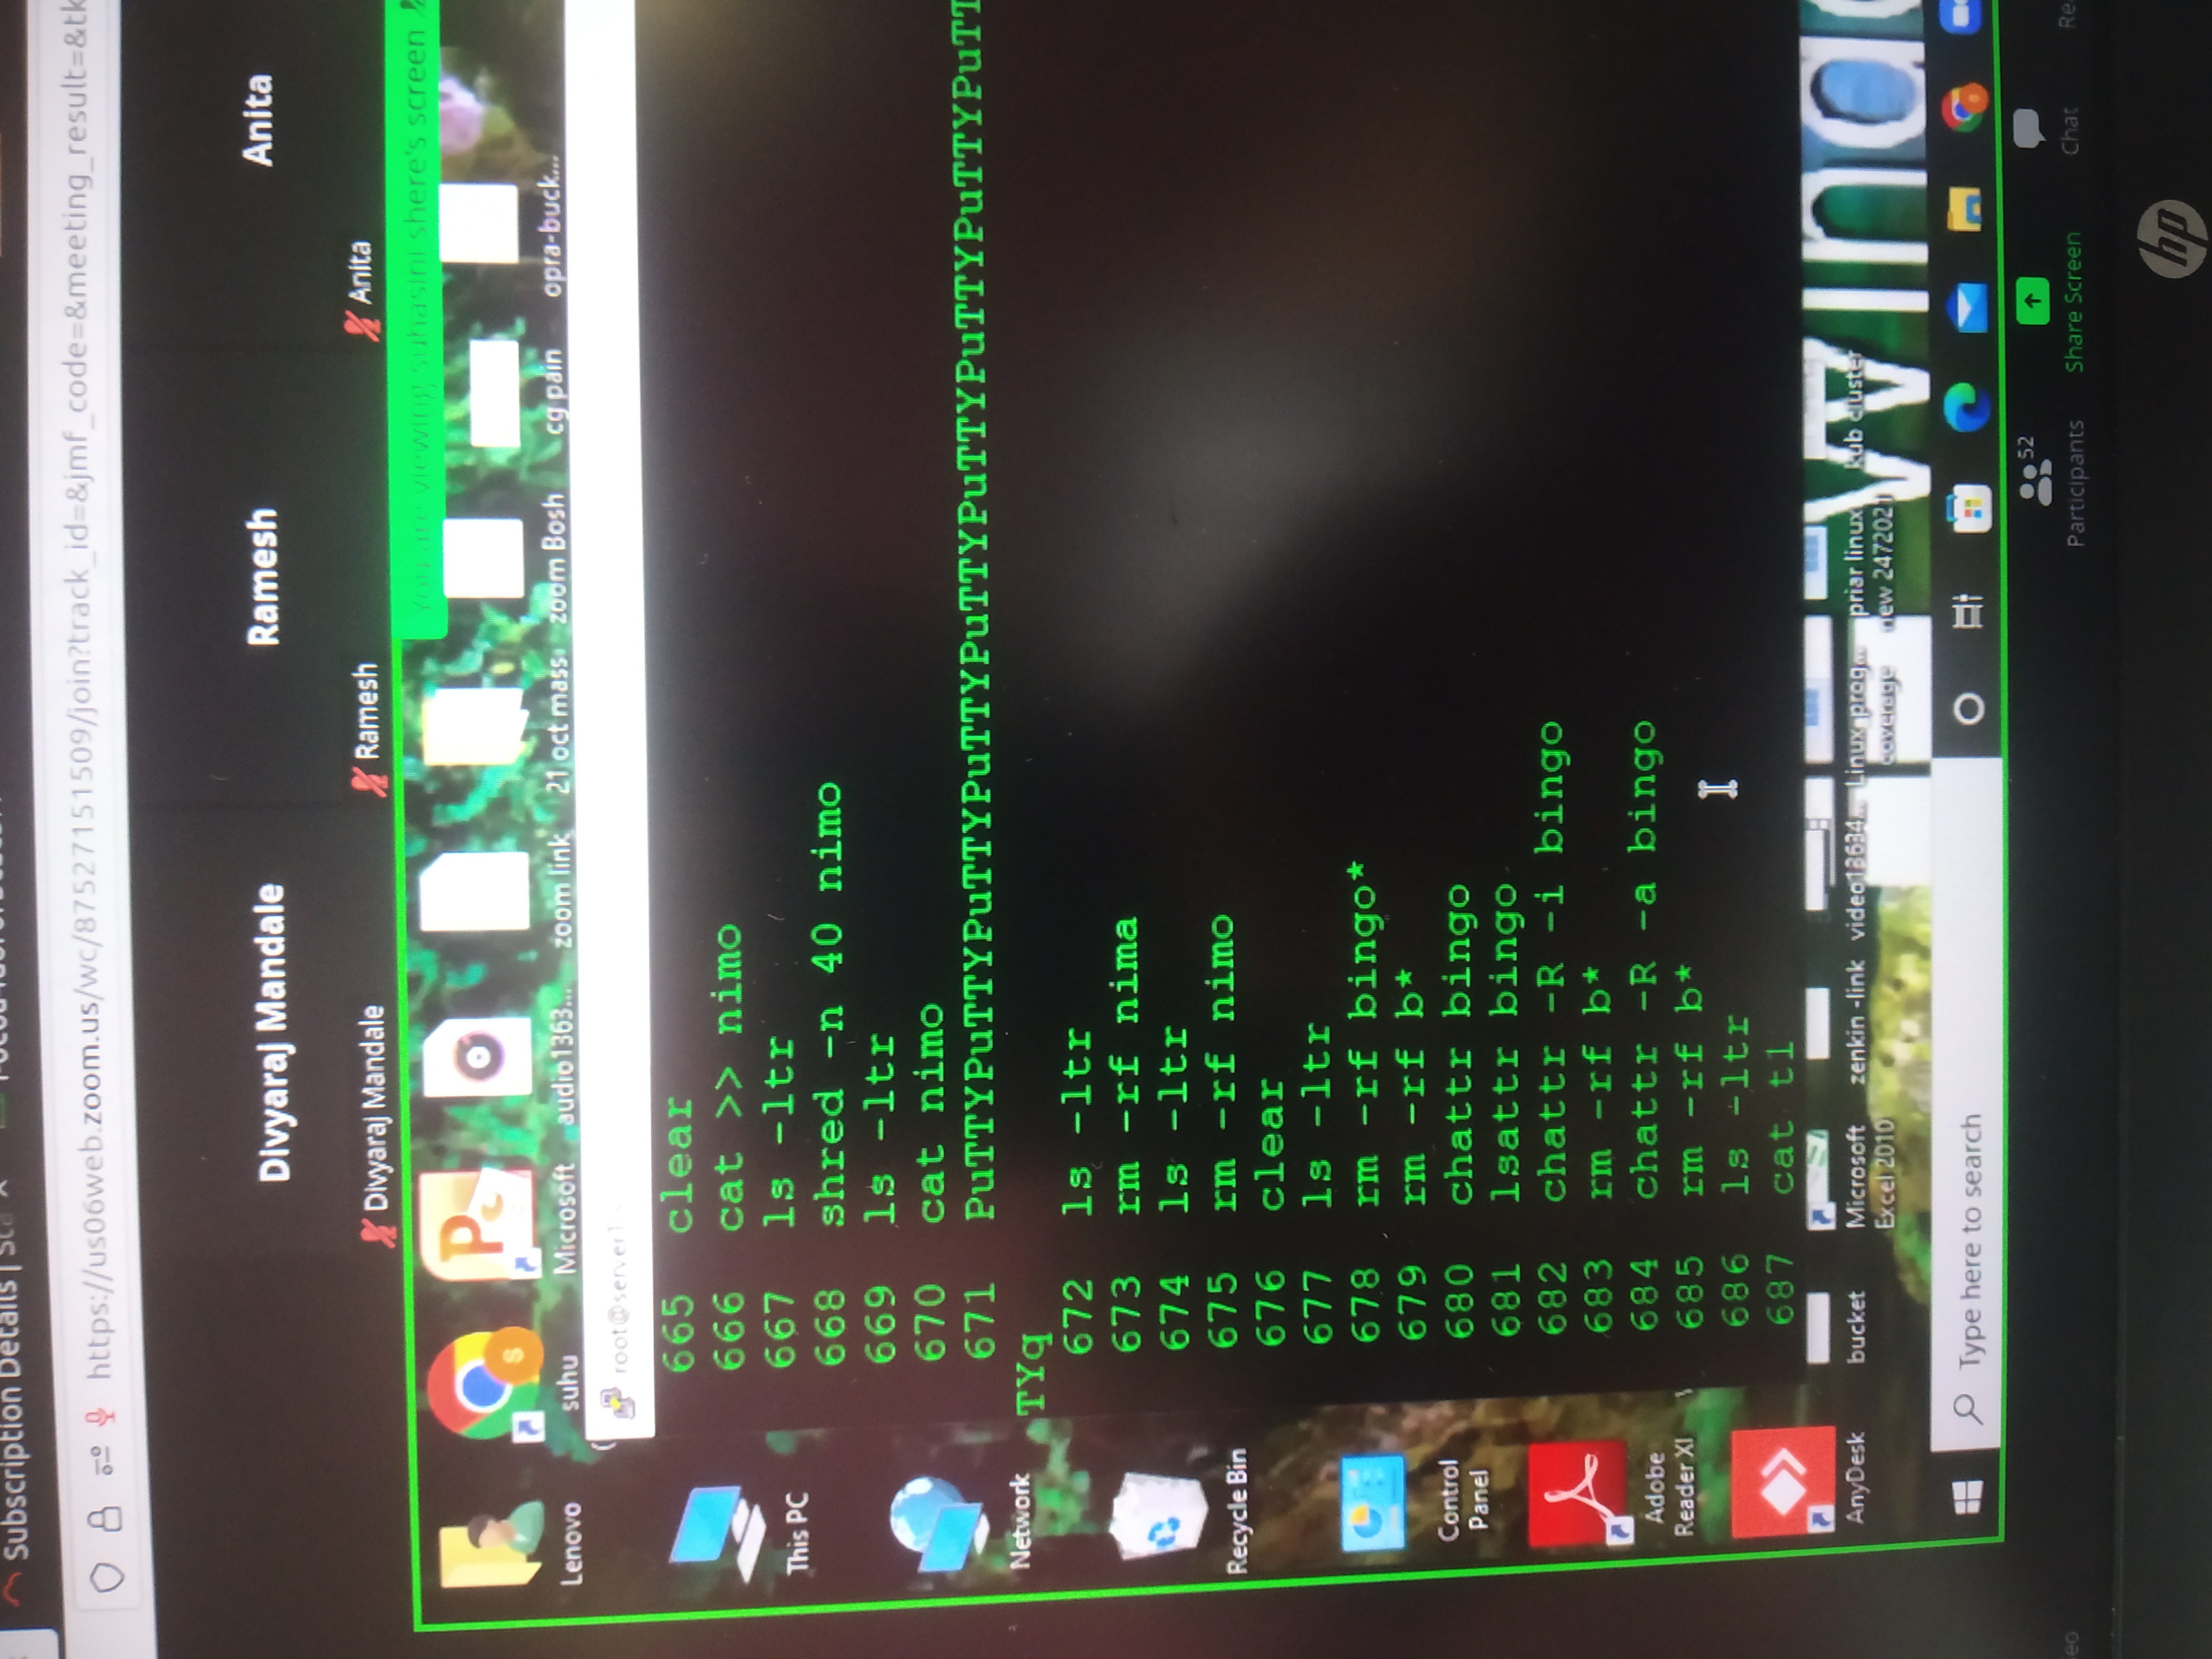 Subscription Details |
https://us06web.zoom.us/wc/87527151509/join?track_id=&jmf_code=&meeting_result=&tk
Divyaraj Mandale Ramesh Anita
Divyaraj Mandale Ramesh Anita
You are viewing suhasini shere's screen
Lenovo suhu Microsoft audio1363... zoom link 21 oct mass zoom Bosh cg pain opra-buck...
root@server1:~
665 clear
666 cat >> nimo
667 ls -ltr
668 shred -n 40 nimo
669 ls -ltr
670 cat nimo
671 PuTTYPuTTYPuTTYPuTTYPuTTYPuTTYPuTTYPuTTYPuTT
TYq
672 ls -ltr
673 rm -rf nima
674 ls -ltr
675 rm -rf nimo
676 clear
677 ls -ltr
678 rm -rf bingo*
679 rm -rf b*
680 chattr bingo
681 lsattr bingo
682 chattr -R -i bingo
683 rm -rf b*
684 chattr -R -a bingo
685 rm -rf b*
686 ls -ltr
687 cat t1
This PC
Network
Recycle Bin
Control
Panel
Adobe
Reader XI
AnyDesk bucket Microsoft
Excel 2010 zenkin -link video13634... Linux prog...
coverage priar linux
new 2472021 kub cluster
Wind
Type here to search
52
Participants Share Screen Chat Re
hp